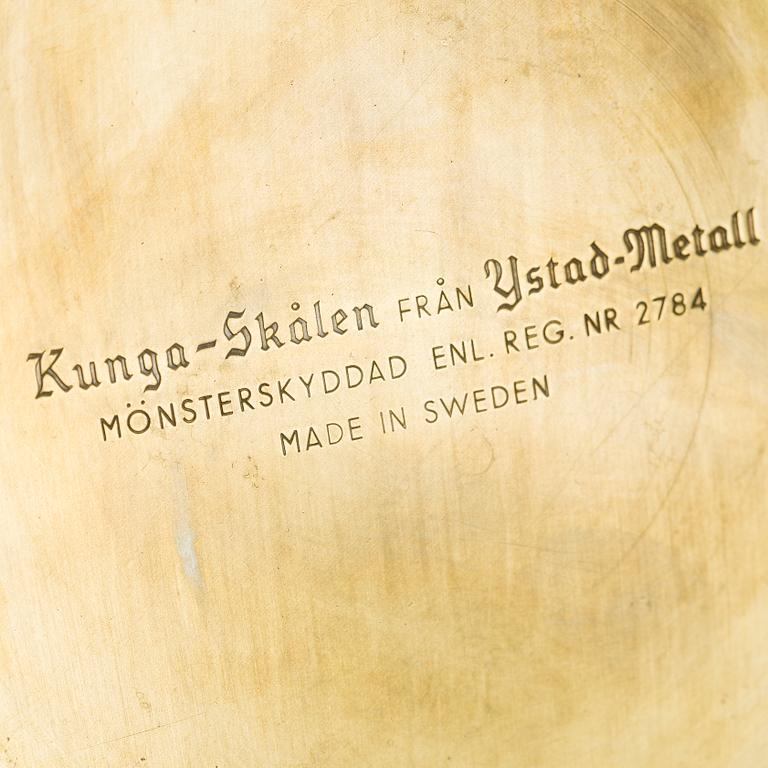 Kunga-Skålen FRÅN Ystad-Metall
MÖNSTERSKYDDAD ENL. REG. NR 2784
MADE IN SWEDEN